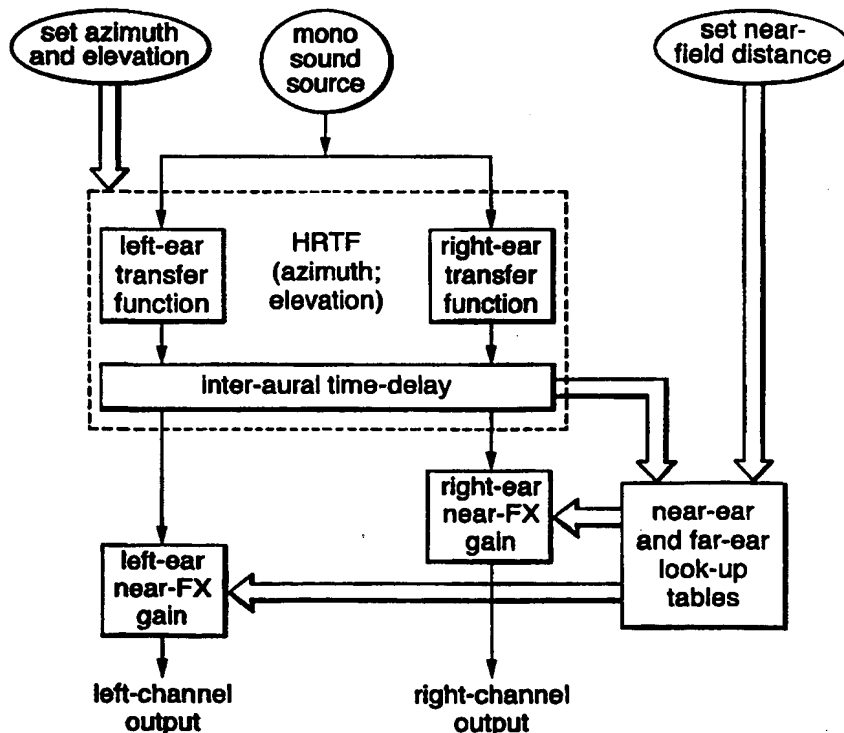 set azimuth
and elevation
mono
sound
source
set near-
field distance
left-ear
transfer
function
HRTF
(azimuth;
elevation)
right-ear
transfer
function
inter-aural time-delay
right-ear
near-FX
gain
near-ear
and far-ear
look-up
tables
left-ear
near-FX
gain
left-channel
output
right-channel
output